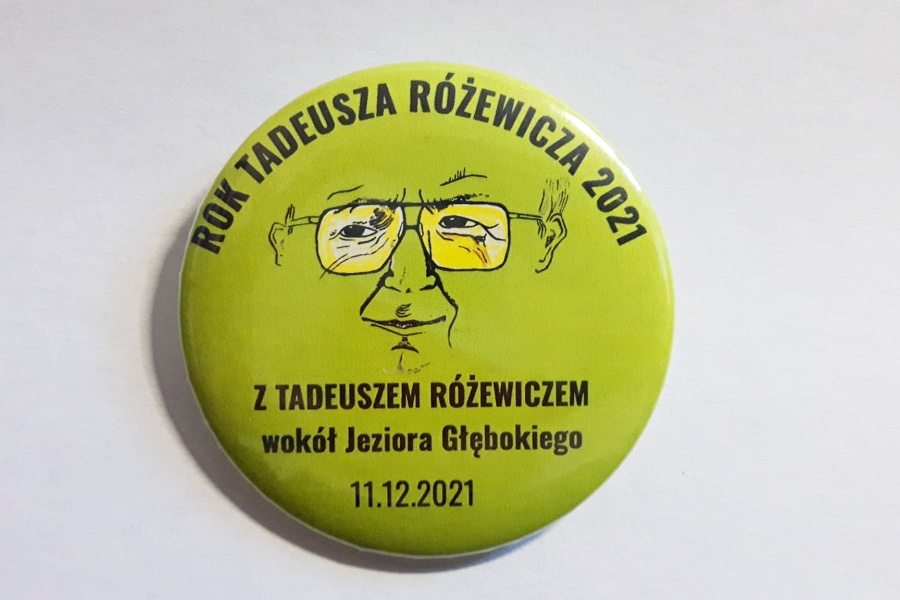 ROK TADEUSZA RÓŻEWICZA 2021
Z TADEUSZEM RÓŻEWICZEM
wokół Jeziora Głębokiego
11.12.2021